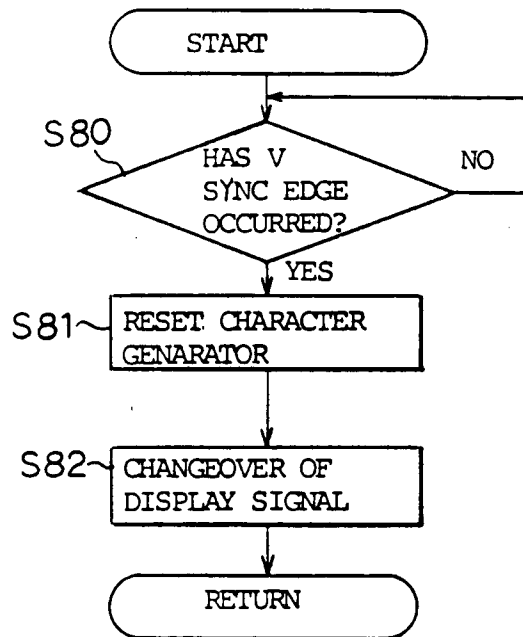 START
S80
HAS V
SYNC EDGE
OCCURRED?
NO
YES
S81
RESET CHARACTER
GENARATOR
S82
CHANGEOVER OF
DISPLAY SIGNAL
RETURN